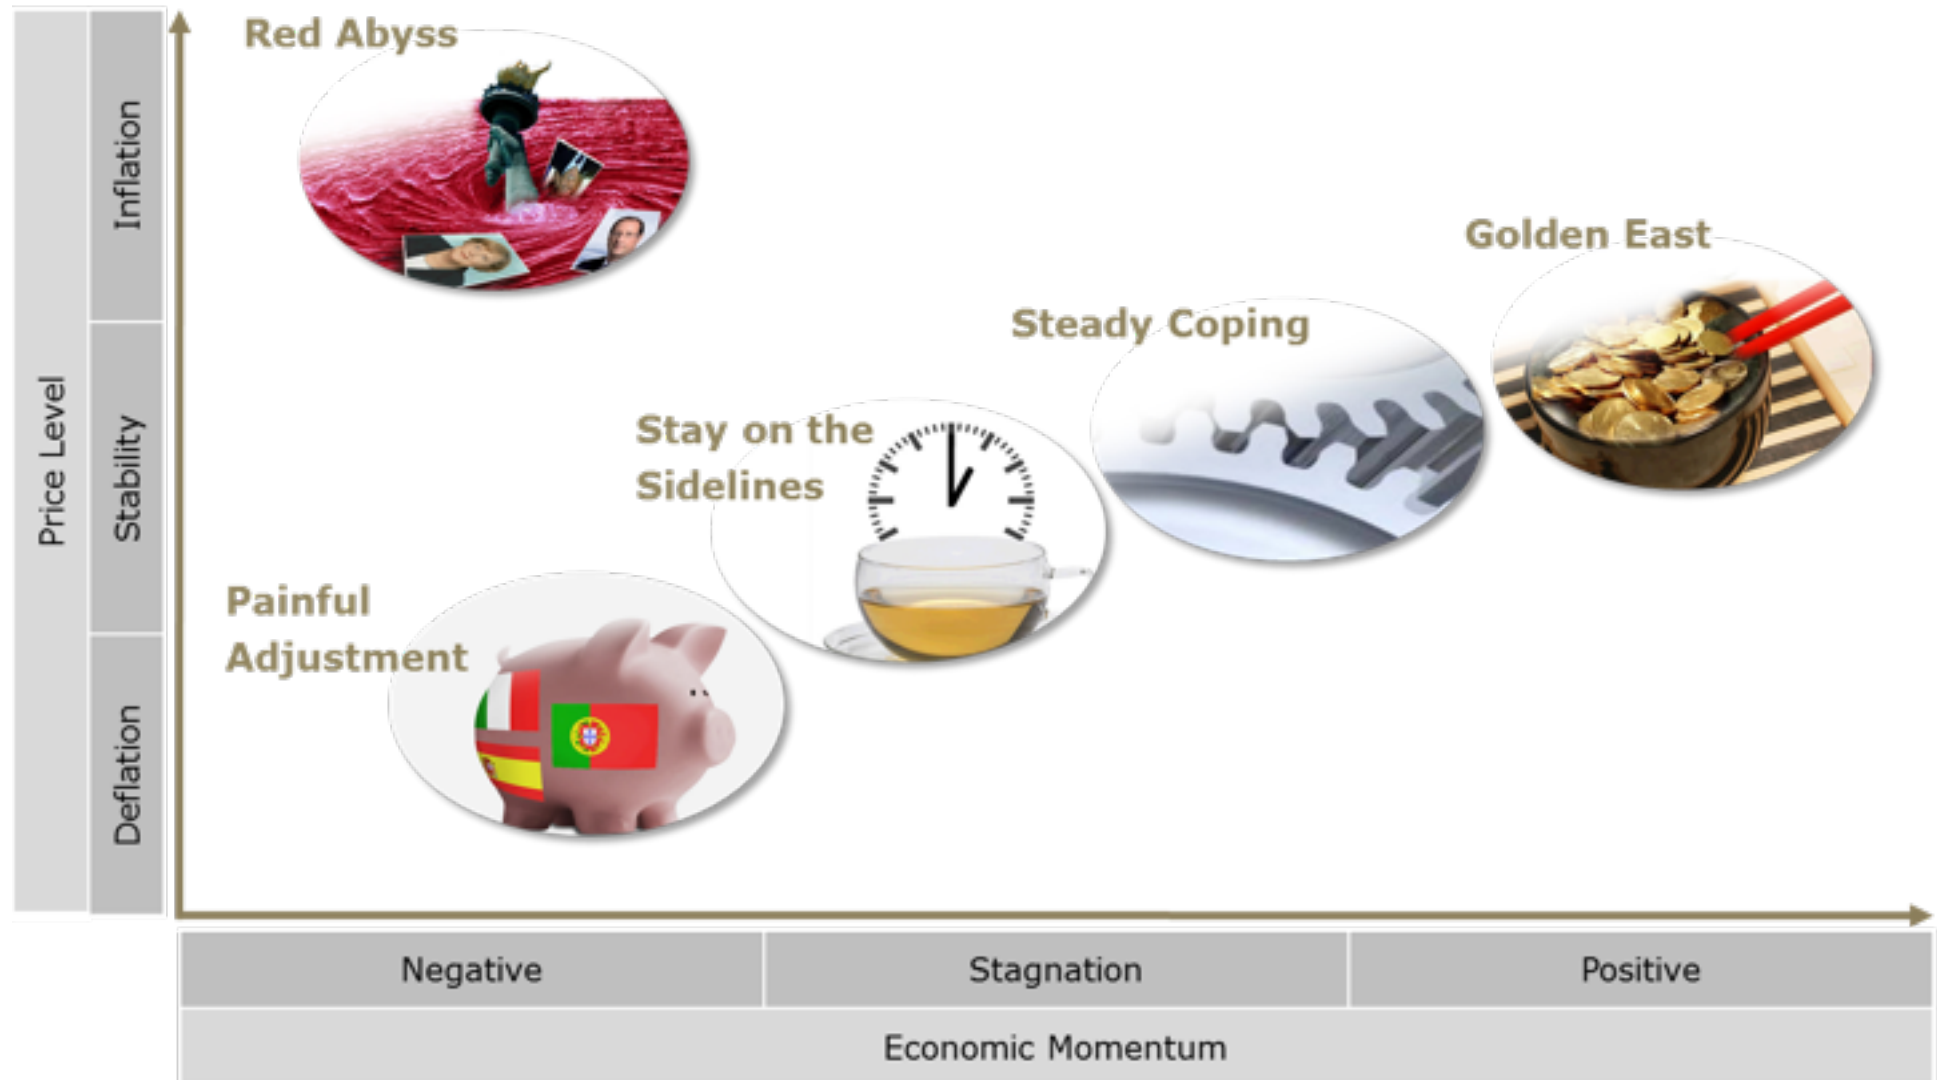 Red Abyss
Golden East
Steady Coping
Stay on the
Sidelines
Painful
Adjustment
Price Level
Inflation
Stability
Deflation
Negative
Stagnation
Positive
Economic Momentum